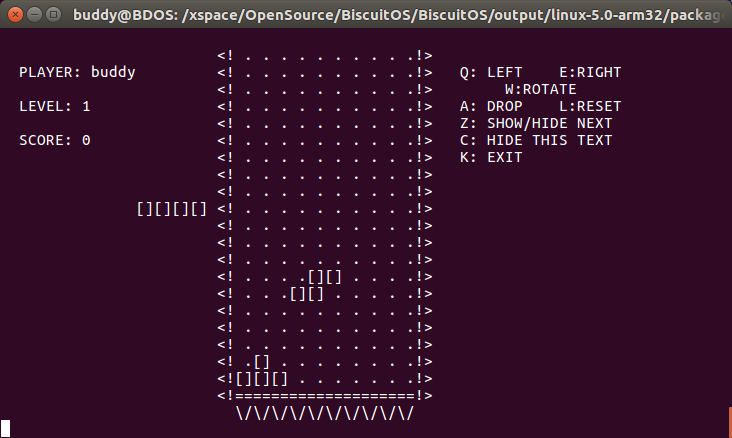 buddy@BDOS: /xspace/OpenSource/BiscuitOS/BiscuitOS/output/linux-5.0-arm32/package
<! . . . . . . . . . .!>
PLAYER: buddy <! . . . . . . . . . .!> Q: LEFT E:RIGHT
<! . . . . . . . . . .!> W:ROTATE
LEVEL: 1 <! . . . . . . . . . .!> A: DROP L:RESET
<! . . . . . . . . . .!> Z: SHOW/HIDE NEXT
SCORE: 0 <! . . . . . . . . . .!> C: HIDE THIS TEXT
<! . . . . . . . . . .!> K: EXIT
<! . . . . . . . . . .!>
<! . . . . . . . . . .!>
[][][][] <! . . . . . . . . . .!>
<! . . . . . . . . . .!>
<! . . . . . . . . . .!>
<! . . . . . . . . . .!>
<! . . . .[][] . . . .!>
<! . . .[][] . . . . .!>
<! . . . . . . . . . .!>
<! . . . . . . . . . .!>
<! . . . . . . . . . .!>
<! .[] . . . . . . . .!>
<![][][] . . . . . . .!>
<!====================!>
\/\/\/\/\/\/\/\/\/\/